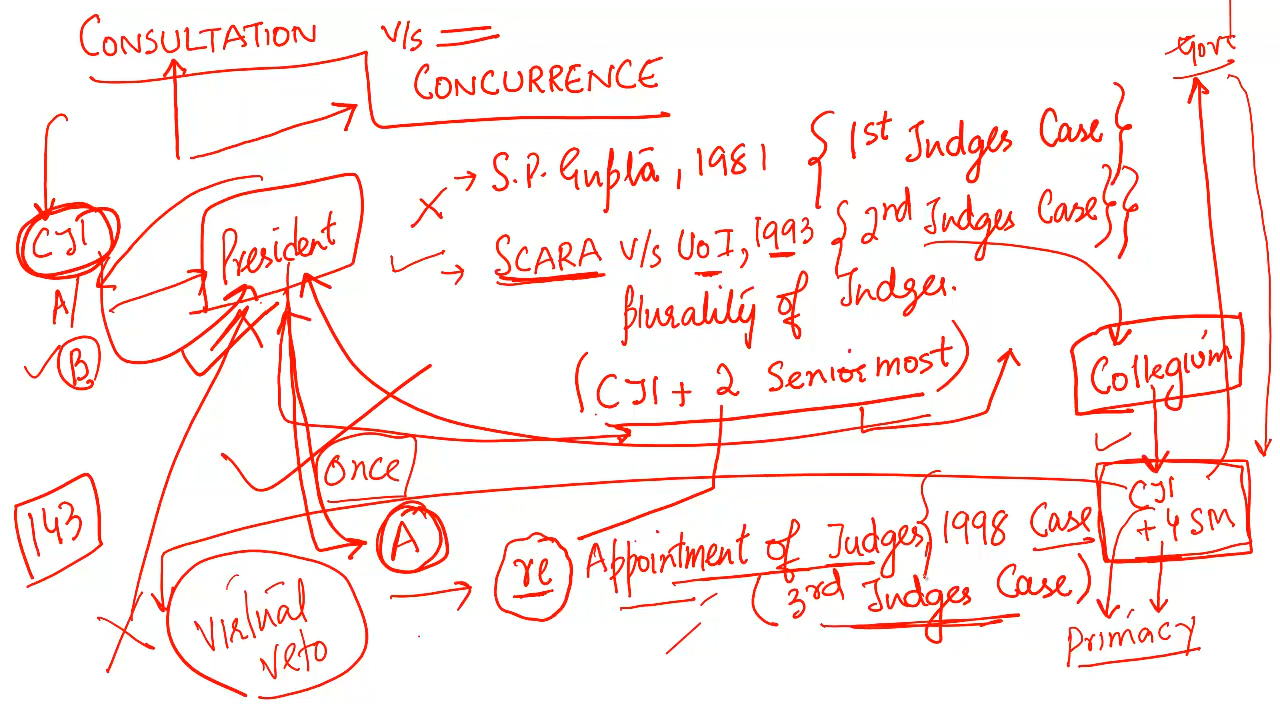 CONSULTATION v/s
CONCURRENCE
Govt
→ S.P. Gupta, 1981 { 1st Judges Case }
CJI
President
→ SCARA v/s UoI, 1993 { 2nd Judges Case }}
A/
plurality of Judges.
B
(CJI + 2 Seniormost)
Collegium
Once
CJI
+ 4 SM
143
A
re Appointment of Judges} 1998 Case
(3rd Judges Case)
Virtual
Veto
Primacy